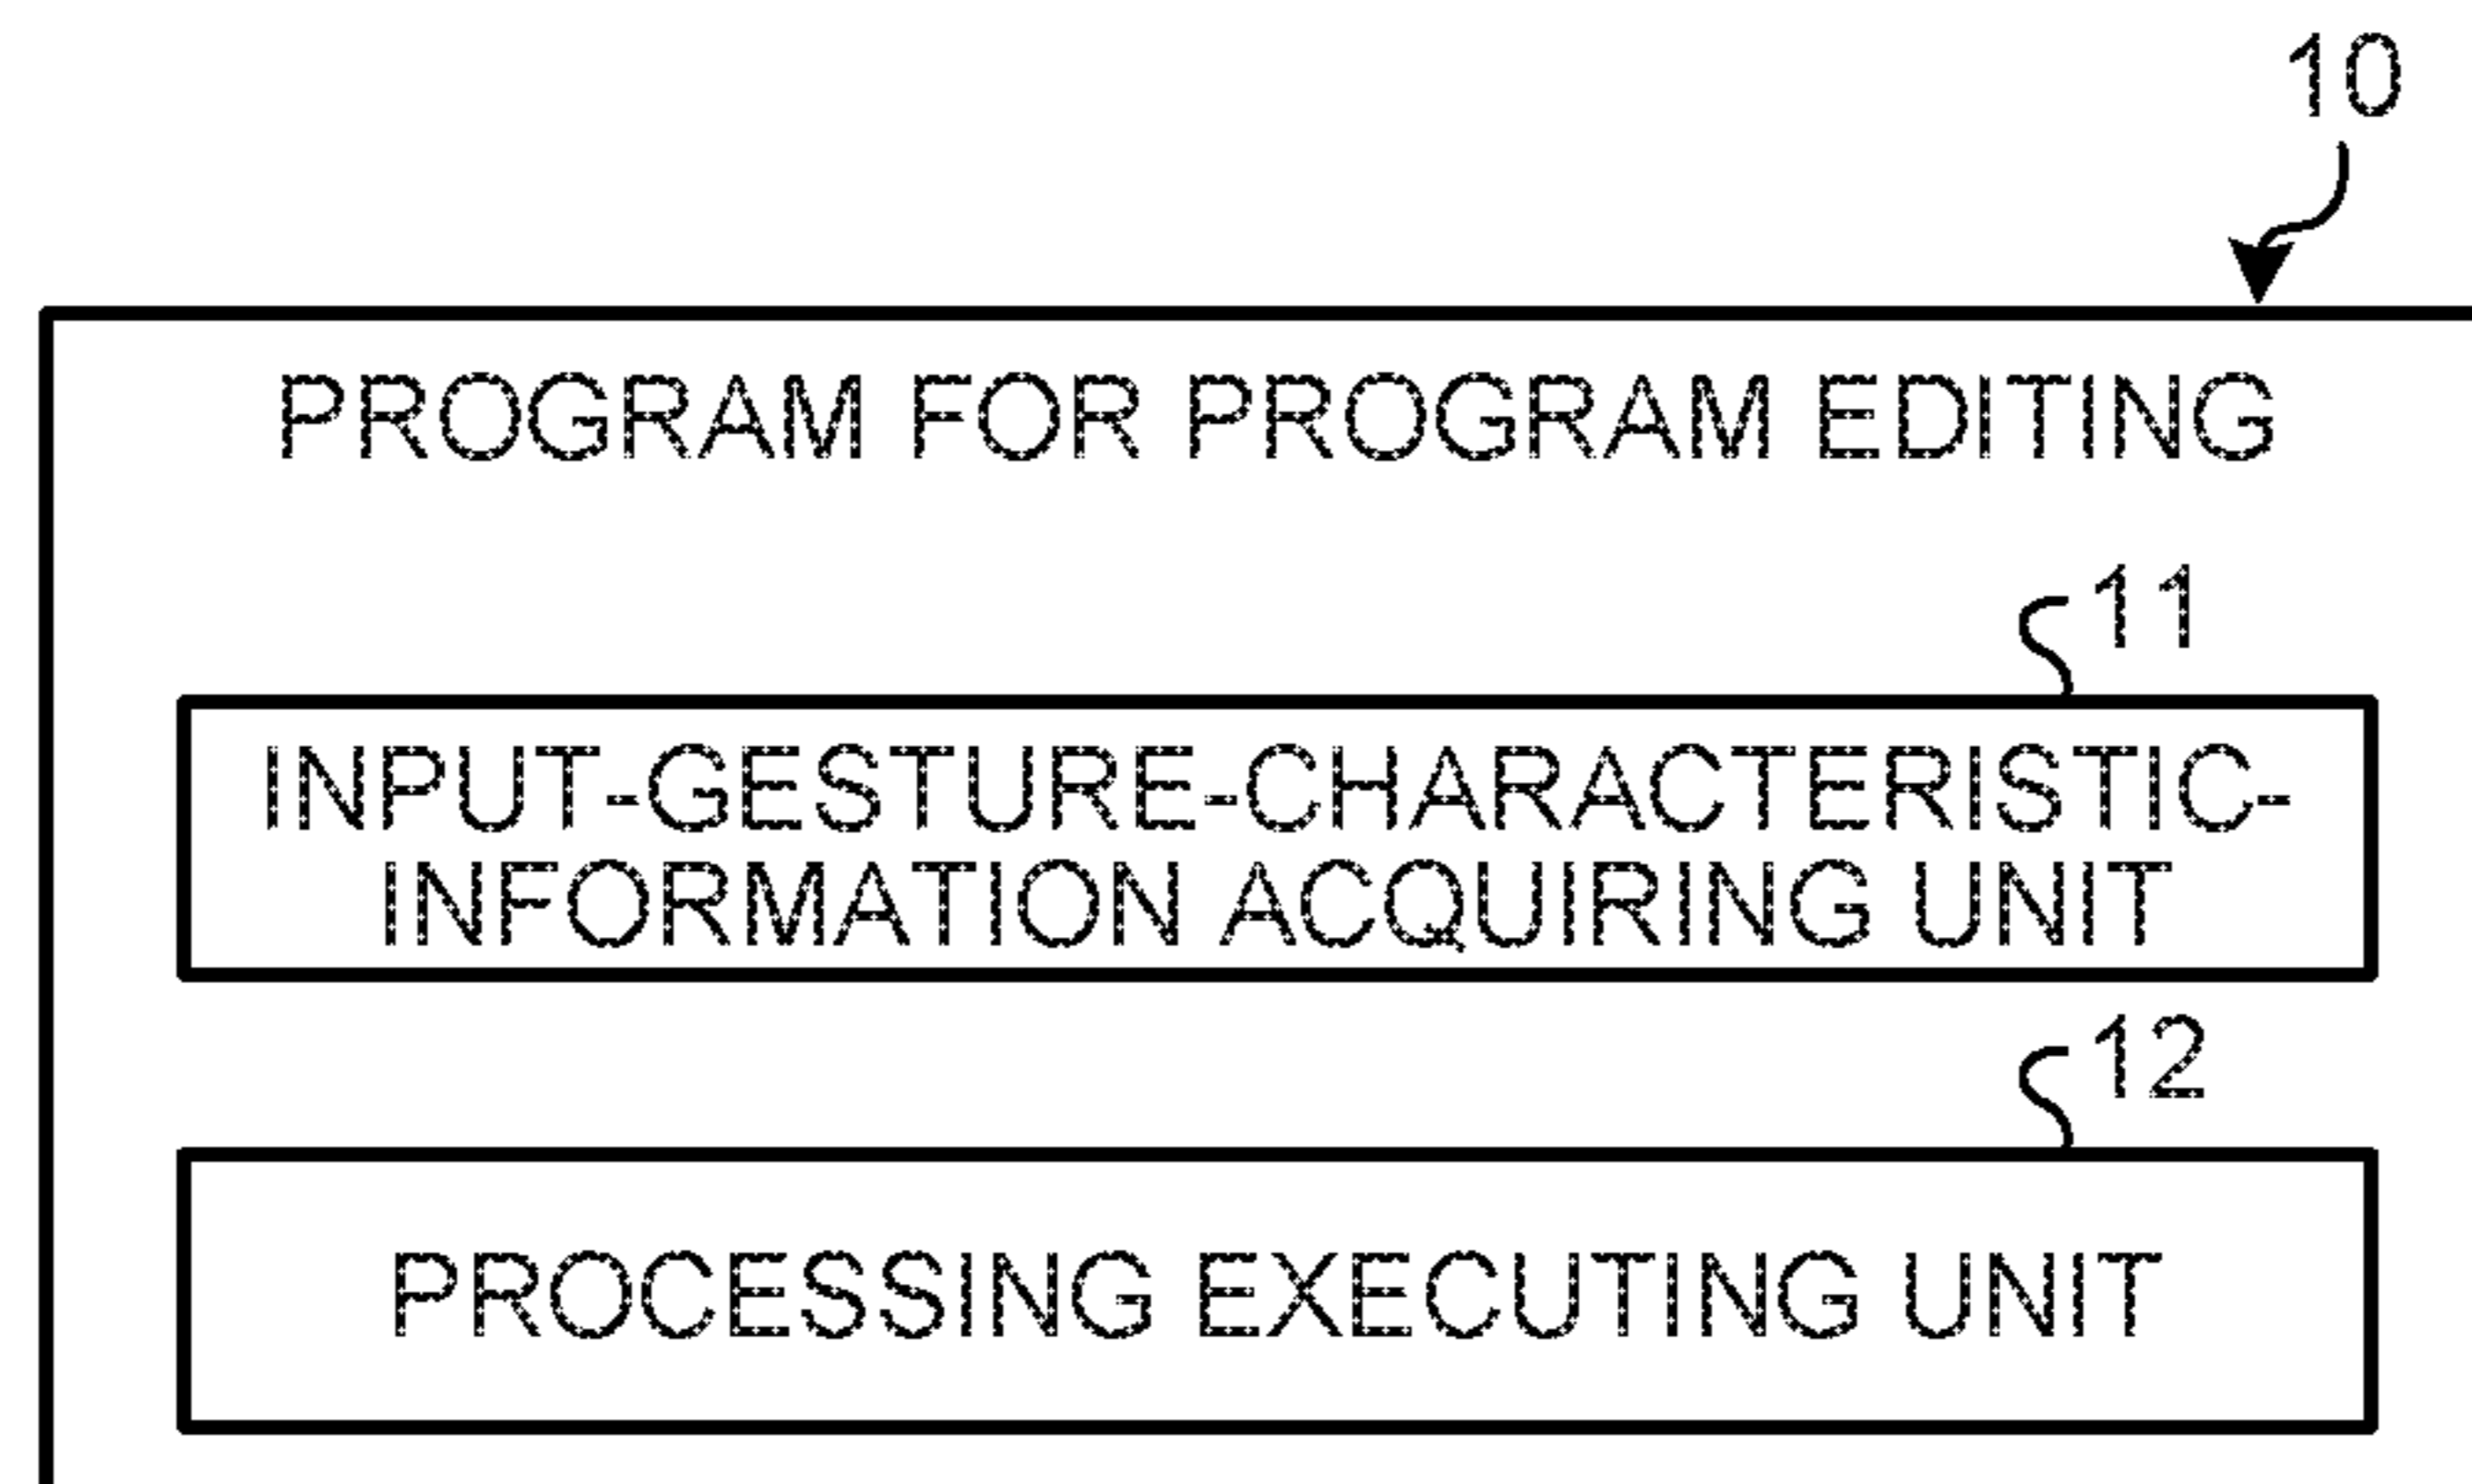 10
PROGRAM FOR PROGRAM EDITING
11
INPUT-GESTURE-CHARACTERISTIC-
INFORMATION ACQUIRING UNIT
12
PROCESSING EXECUTING UNIT